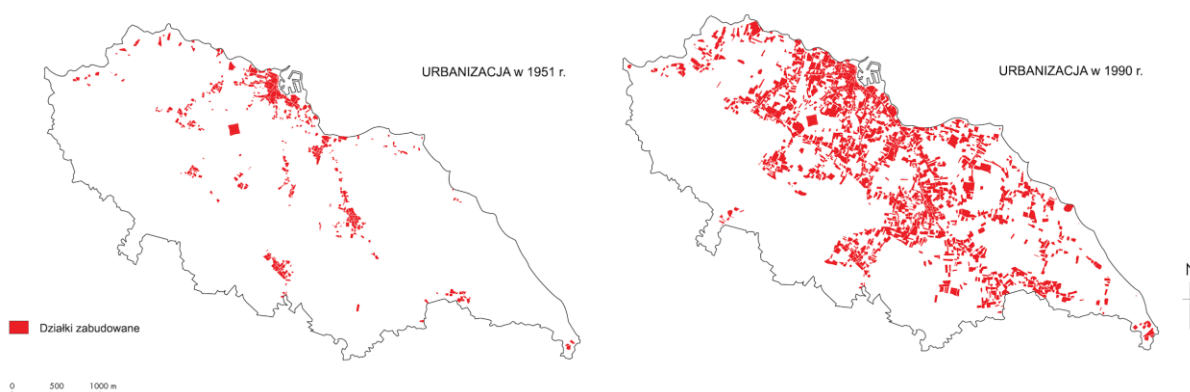 URBANIZACJA w 1951 r.
URBANIZACJA w 1990 r.
N
Działki zabudowane
0 500 1000 m